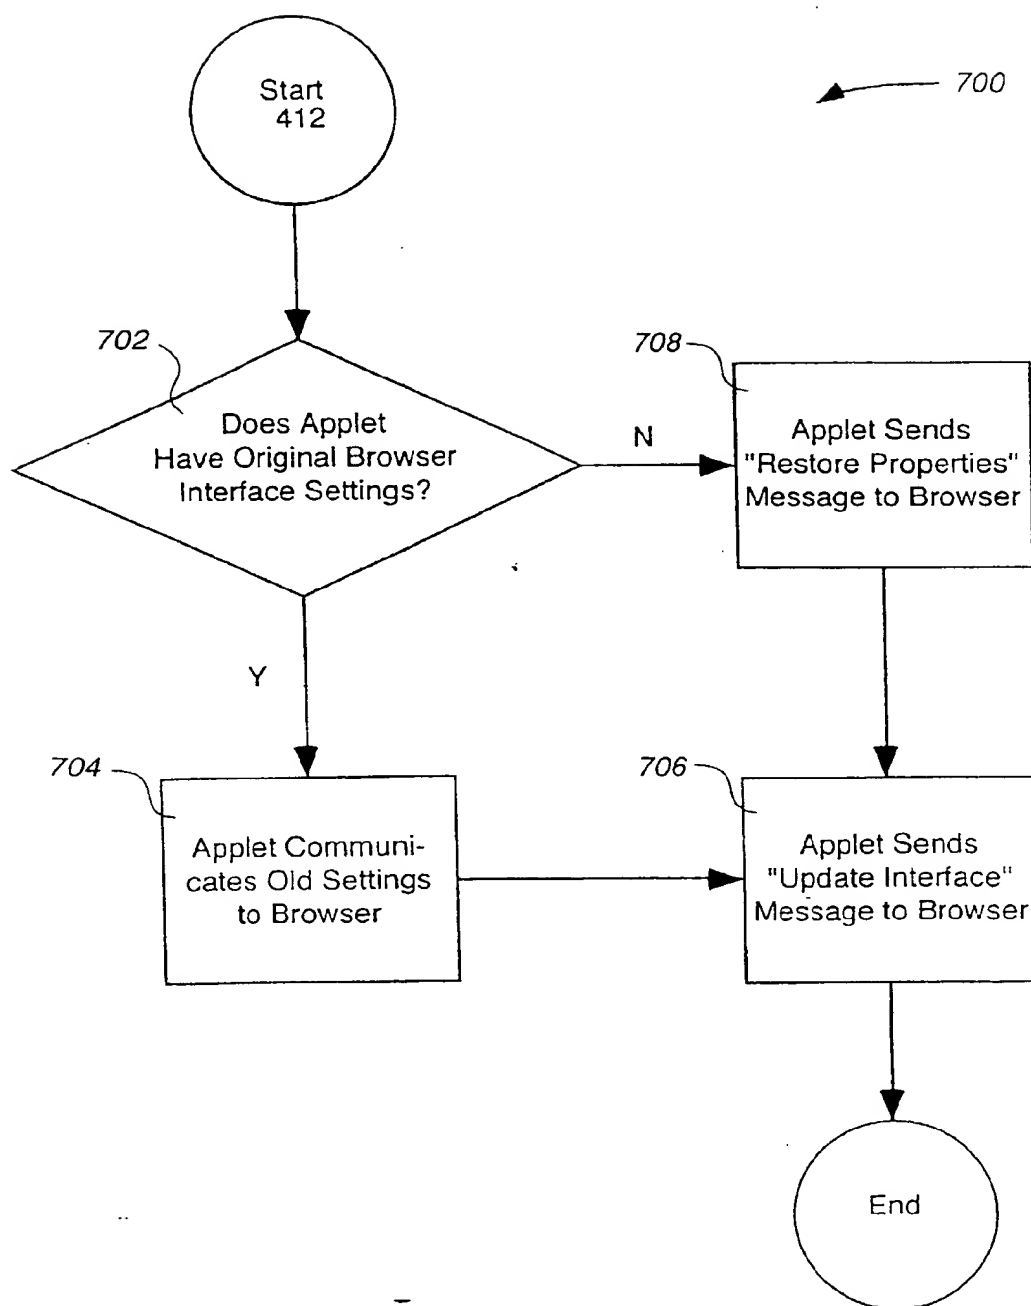 Start
412
700
702
Does Applet
Have Original Browser
Interface Settings?
N
708
Applet Sends
"Restore Properties"
Message to Browser
Y
704
Applet Communi-
cates Old Settings
to Browser
706
Applet Sends
"Update Interface"
Message to Browser
End